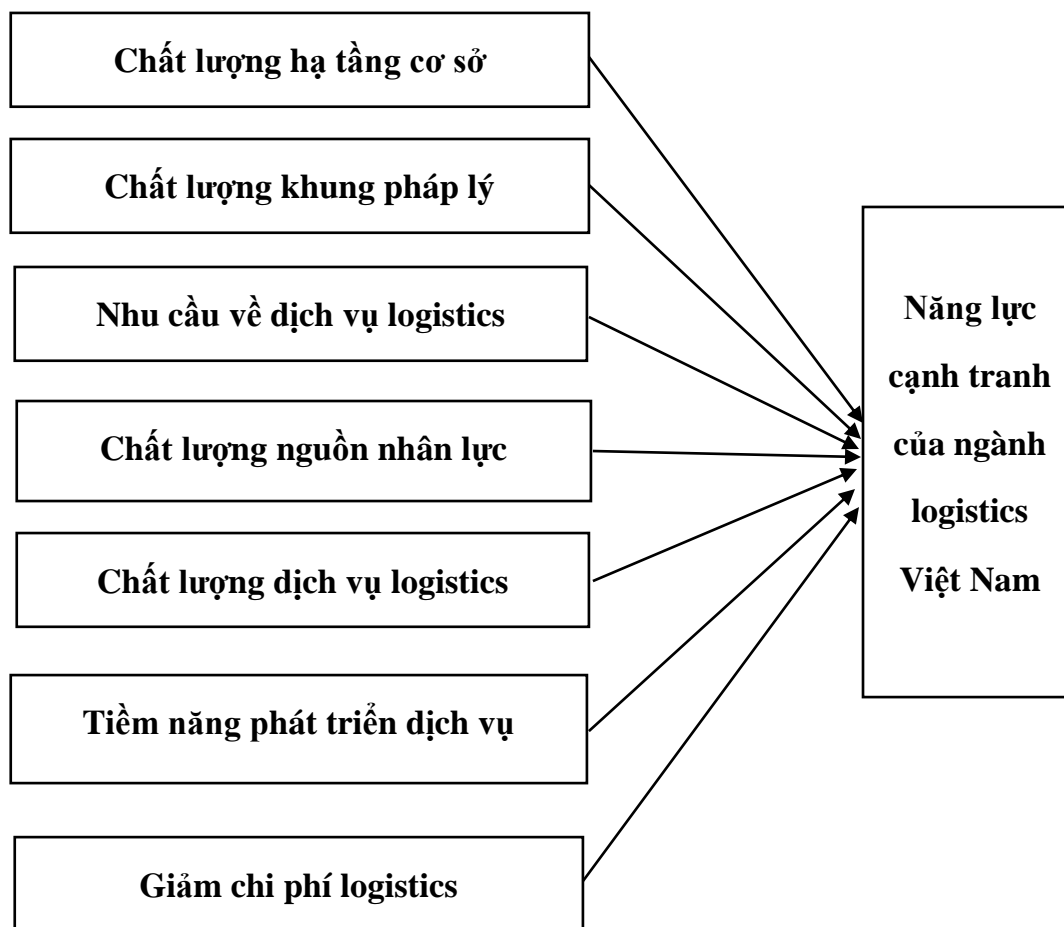 Chất lượng hạ tầng cơ sở
Chất lượng khung pháp lý
Nhu cầu về dịch vụ logistics
Chất lượng nguồn nhân lực
Chất lượng dịch vụ logistics
Tiềm năng phát triển dịch vụ
Giảm chi phí logistics
Năng lực
cạnh tranh
của ngành
logistics
Việt Nam